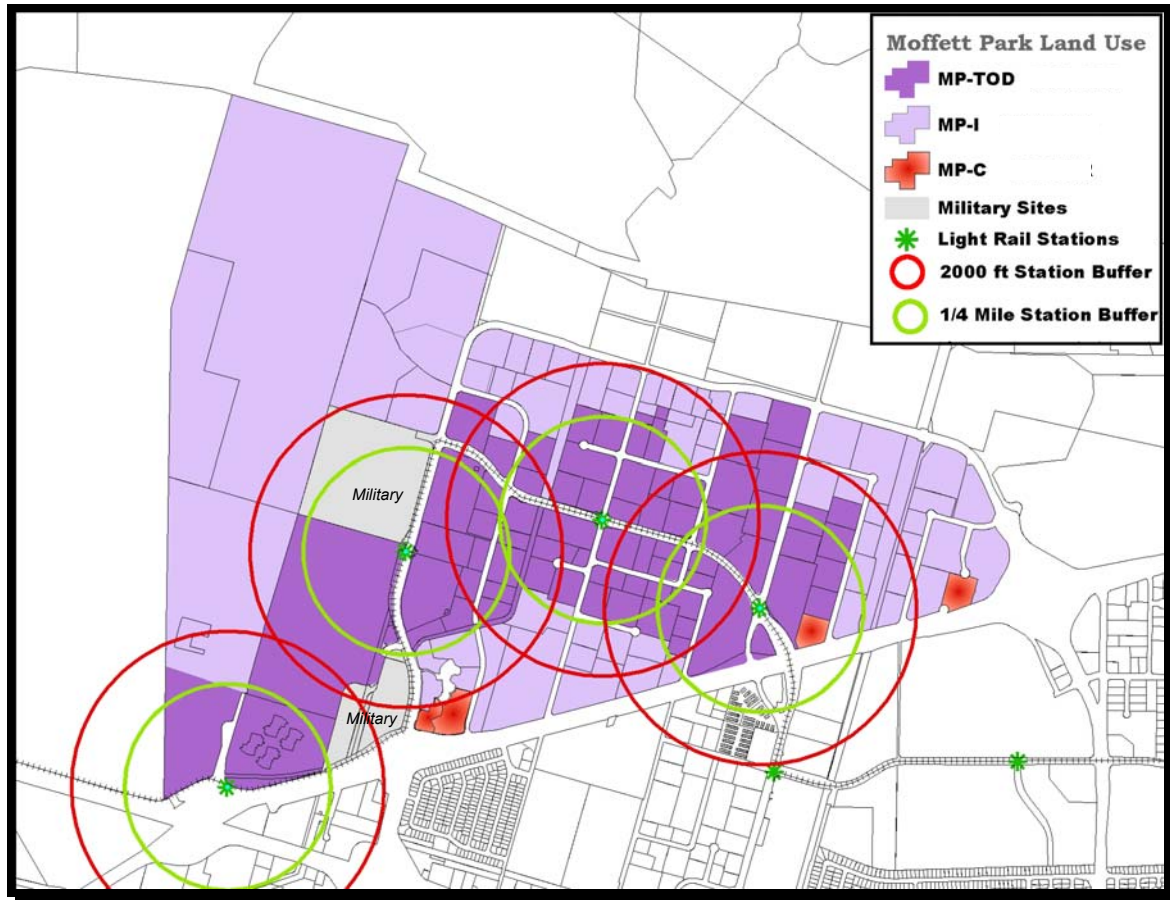 Moffett Park Land Use
MP-TOD
MP-I
MP-C
Military Sites
Light Rail Stations
2000 ft Station Buffer
1/4 Mile Station Buffer
Military
Military